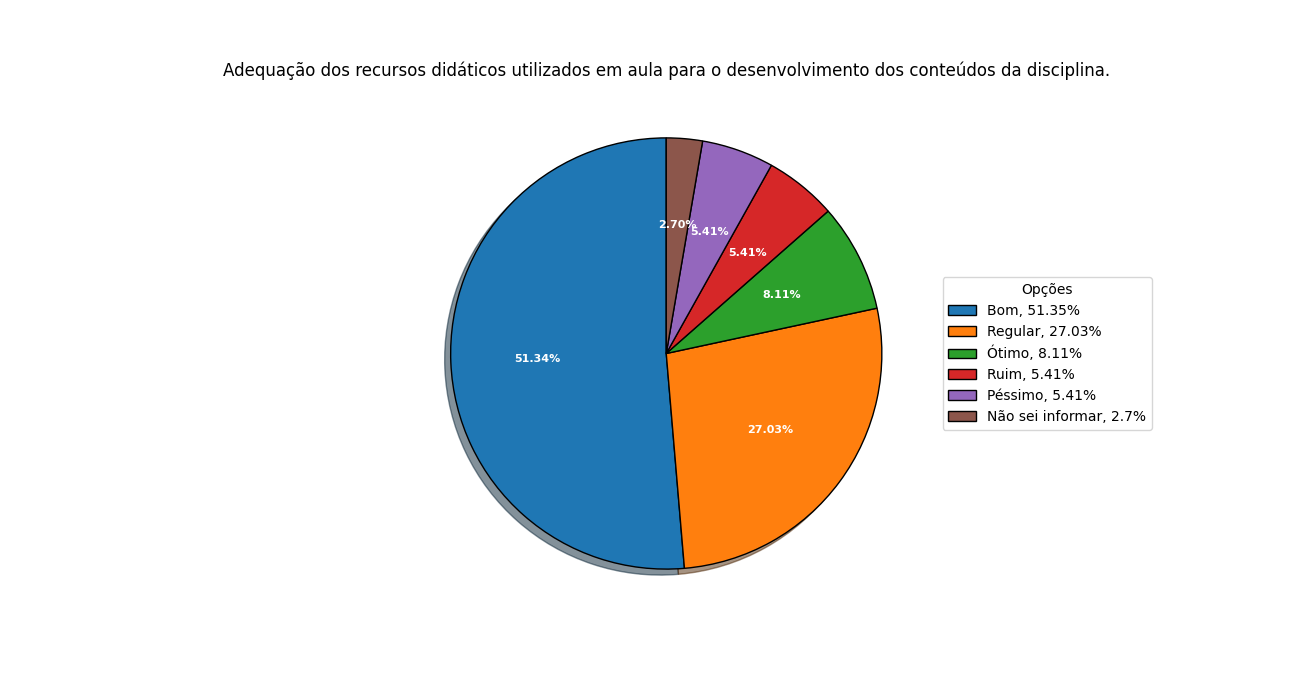 Adequação dos recursos didáticos utilizados em aula para o desenvolvimento dos conteúdos da disciplina.
2.70%
5.41%
5.41%
8.11%
51.34%
27.03%
Opções
Bom, 51.35%
Regular, 27.03%
Ótimo, 8.11%
Ruim, 5.41%
Péssimo, 5.41%
Não sei informar, 2.7%